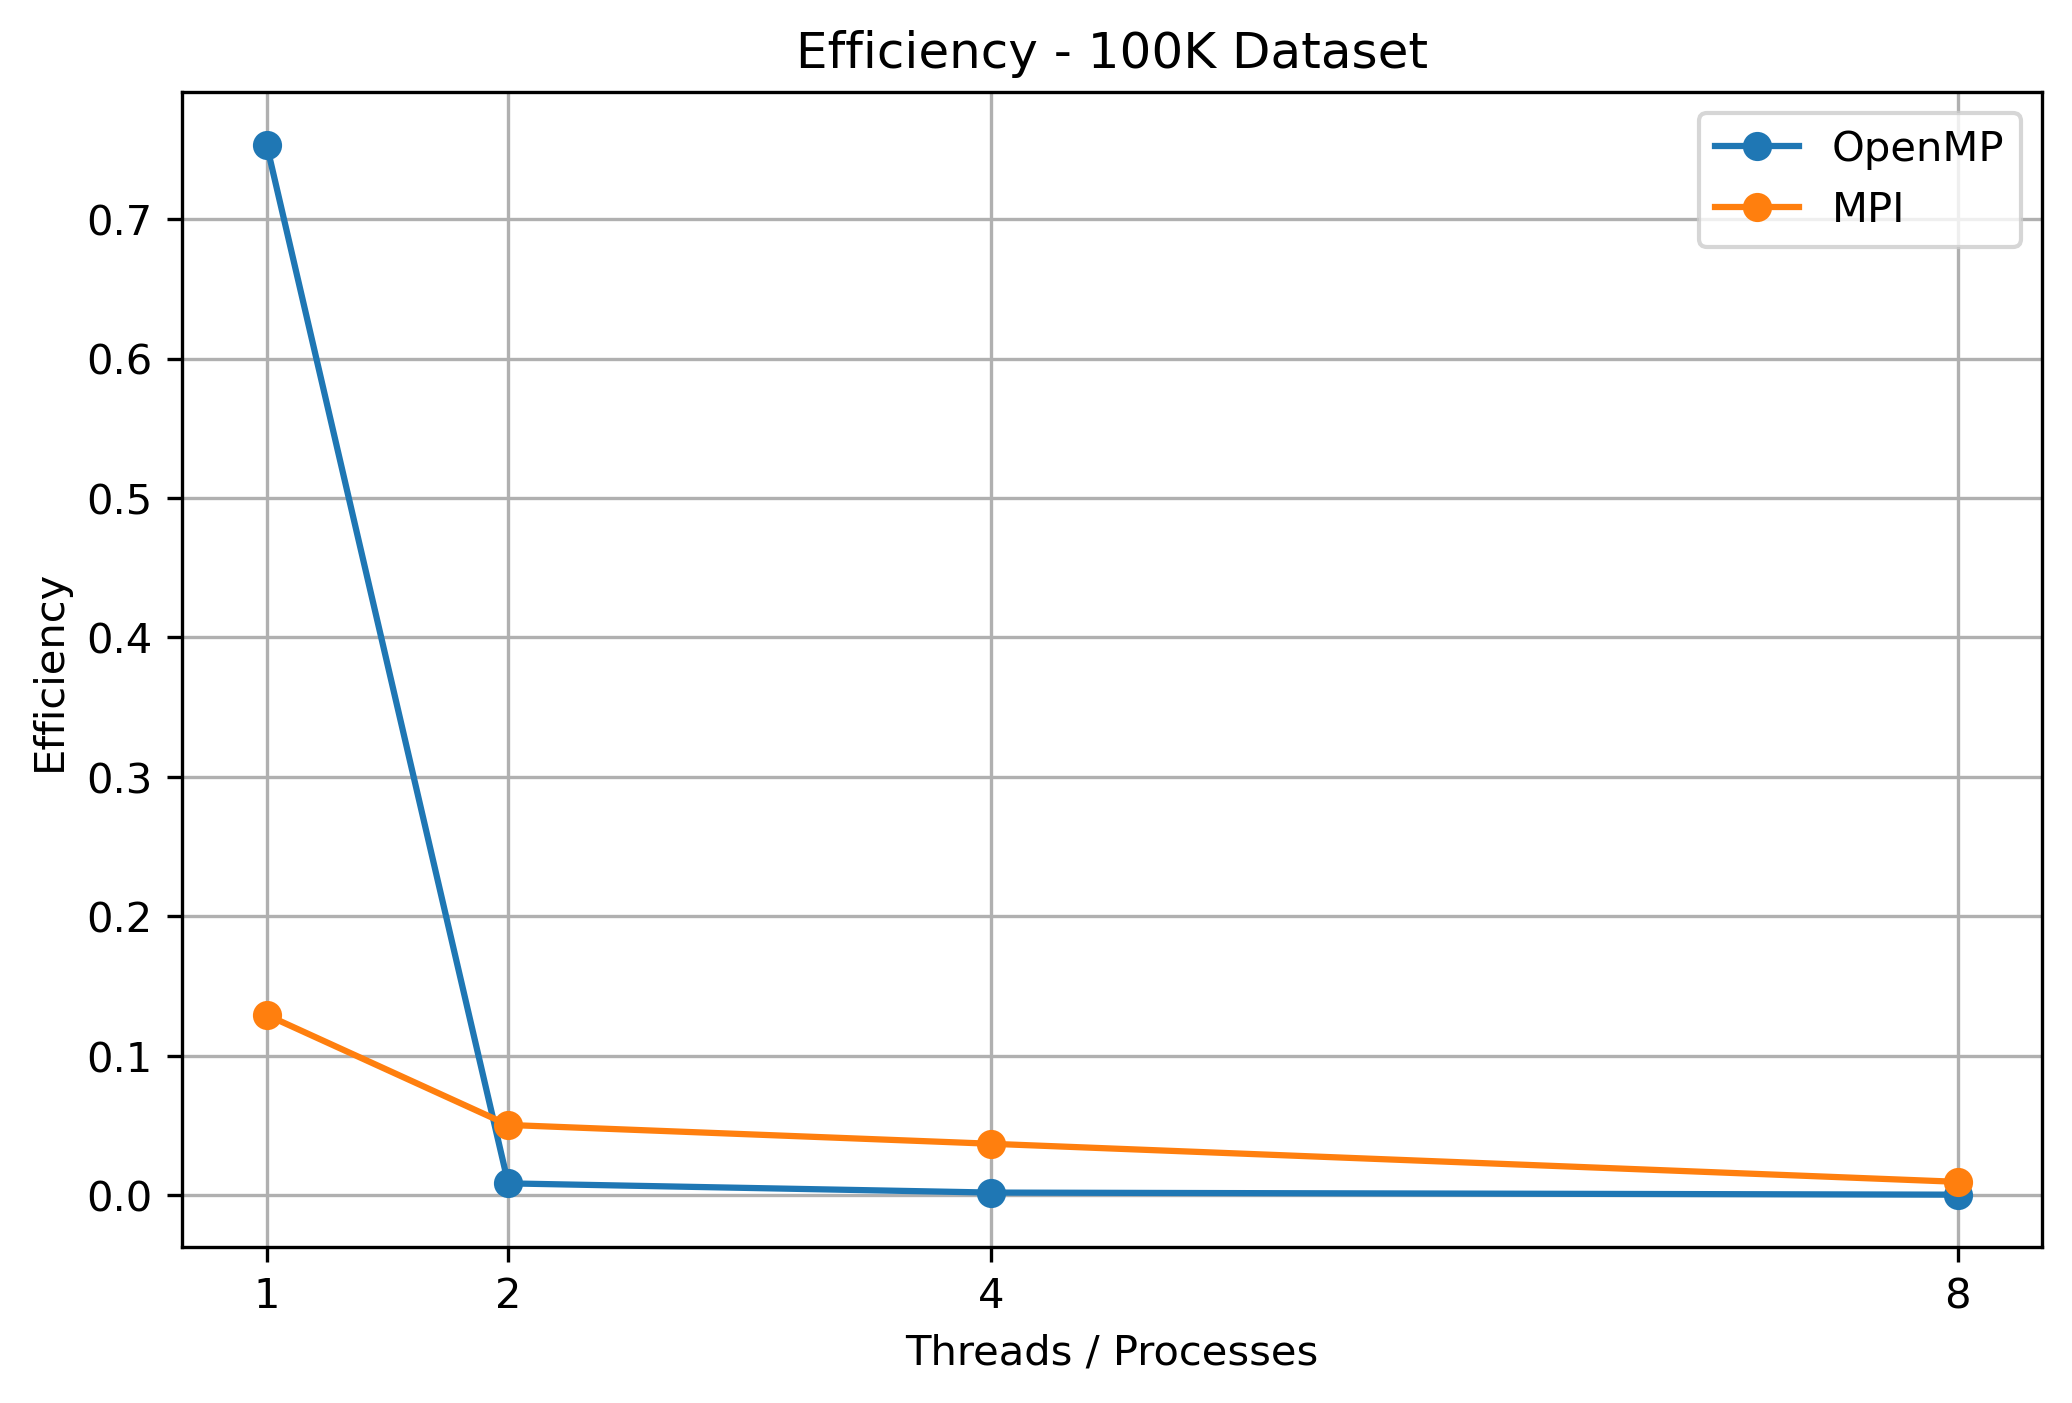 Efficiency - 100K Dataset
OpenMP
MPI
0.7
0.6
0.5
0.4
0.3
0.2
0.1
0.0
Efficiency
1 2 4 8
Threads / Processes